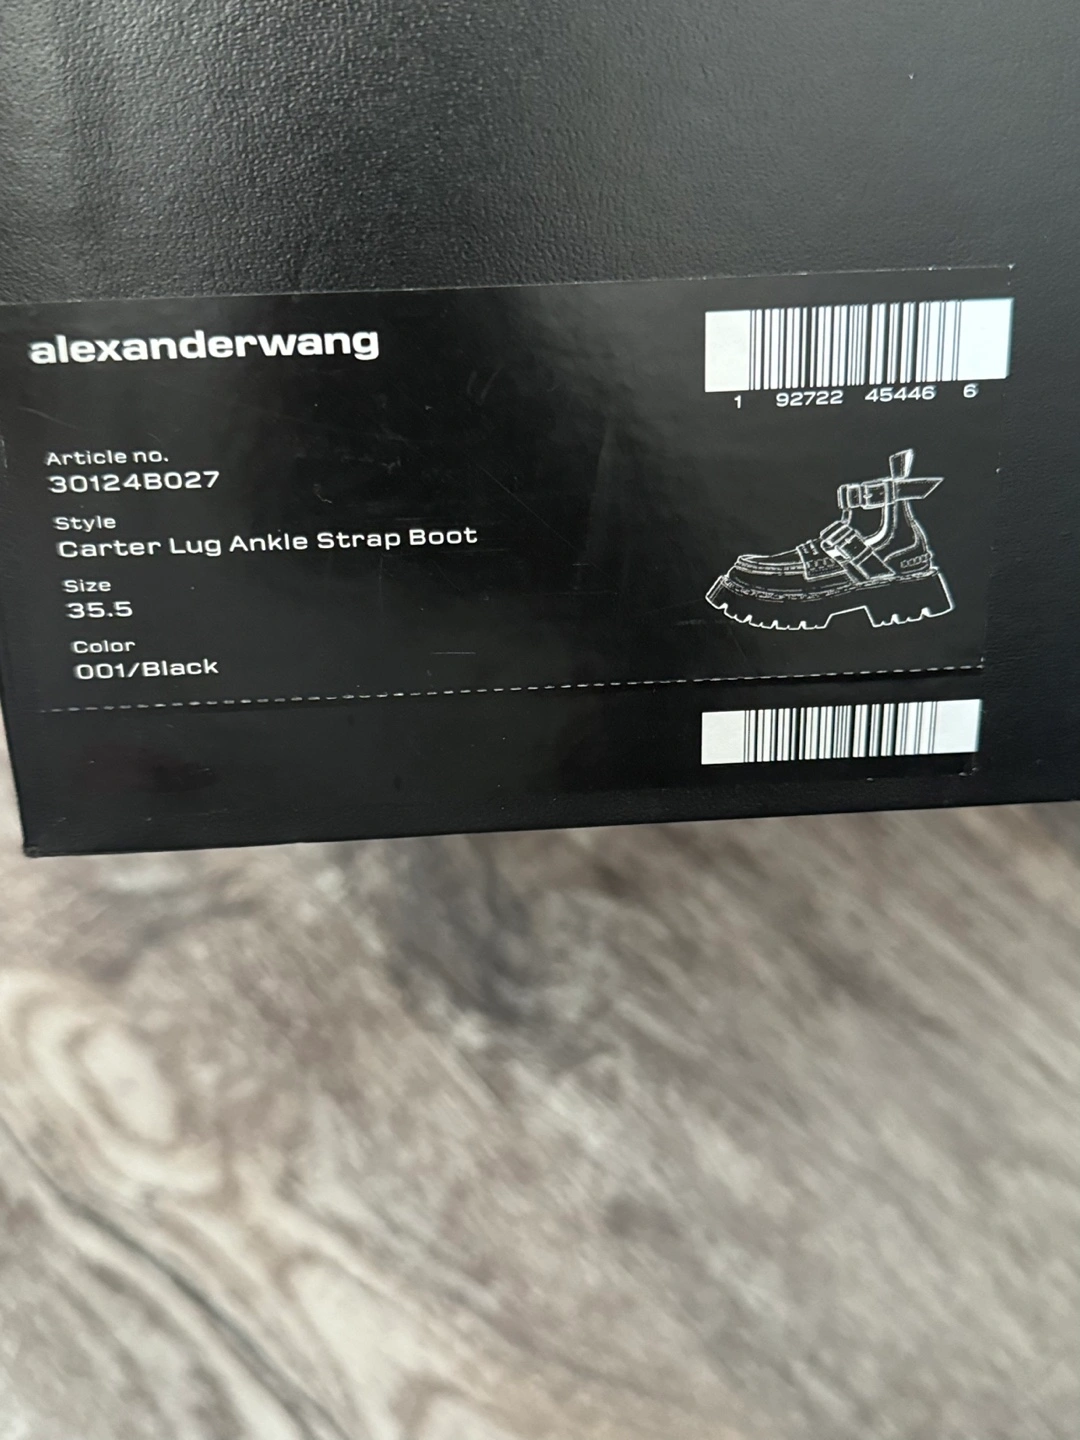 alexanderwang
1 92722 45446 6
Article no.
30124B027
Style
Carter Lug Ankle Strap Boot
Size
35.5
Color
001/Black